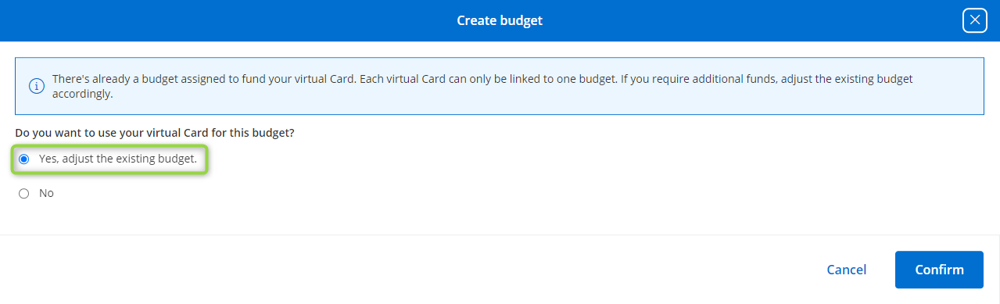 Create budget
There's already a budget assigned to fund your virtual Card. Each virtual Card can only be linked to one budget. If you require additional funds, adjust the existing budget
accordingly.
Do you want to use your virtual Card for this budget?
Yes, adjust the existing budget.
No
Cancel
Confirm